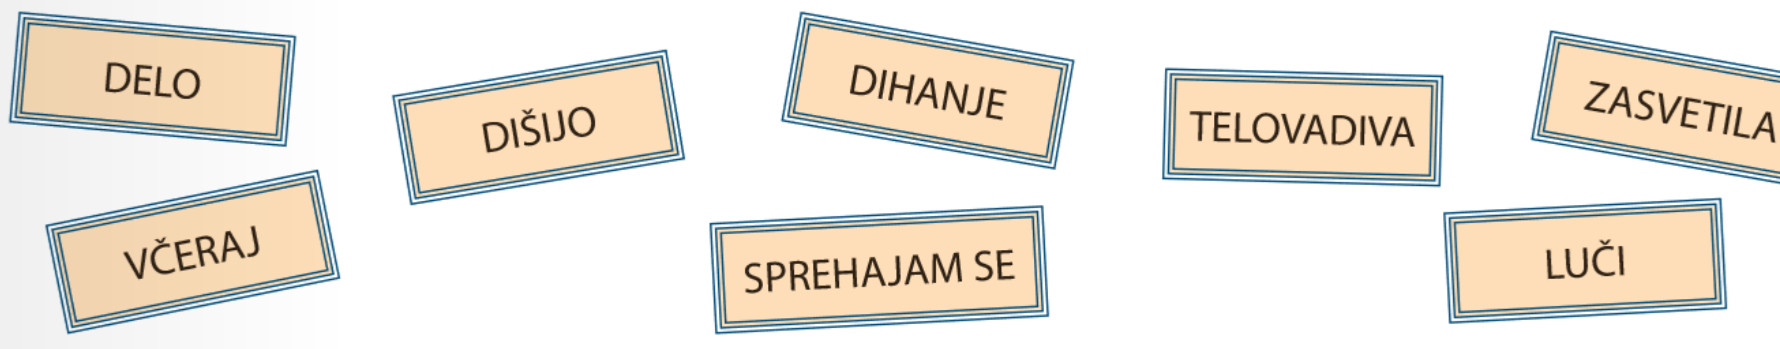 DELO
DIŠIJO
DIHANJE
TELOVADIVA
ZASVETILA
VČERAJ
SPREHAJAM SE
LUČI